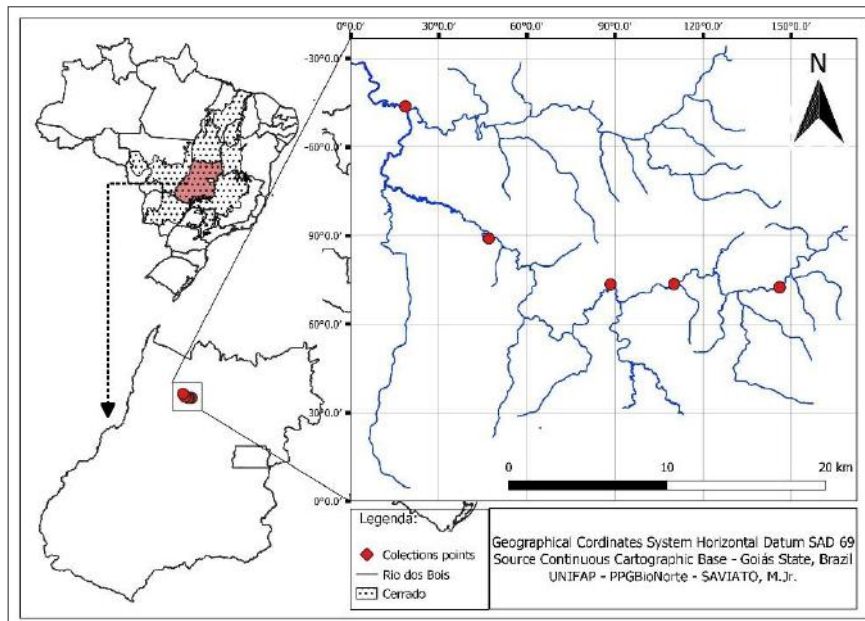 0°0.0' 30°0.0' 60°0.0' 90°0.0' 120°0.0' 150°0.0'
-30°0.0'
N
-60°0.0'
90°0.0'
60°0.0'
30°0.0'
0 10 20 km
0°0.0'
Legenda:
Colections points
Rio dos Bois
Cerrado
Geographical Cordinates System Horizontal Datum SAD 69
Source Continuous Cartographic Base - Goiás State, Brazil
UNIFAP - PPGBioNorte - SAVIATO, M.Jr.